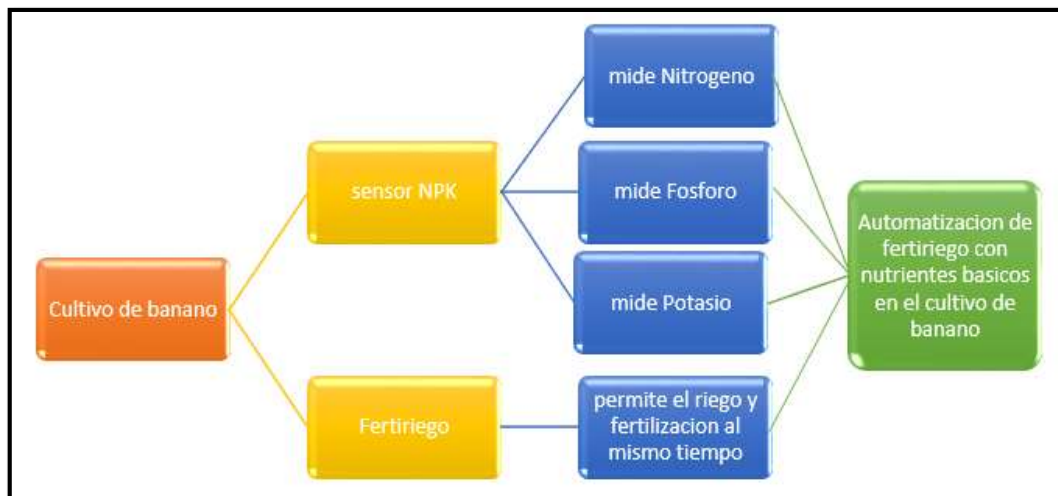 Cultivo de banano
sensor NPK
Fertiriego
mide Nitrogeno
mide Fosforo
mide Potasio
permite el riego y
fertilizacion al
mismo tiempo
Automatizacion de
fertiriego con
nutrientes basicos
en el cultivo de
banano